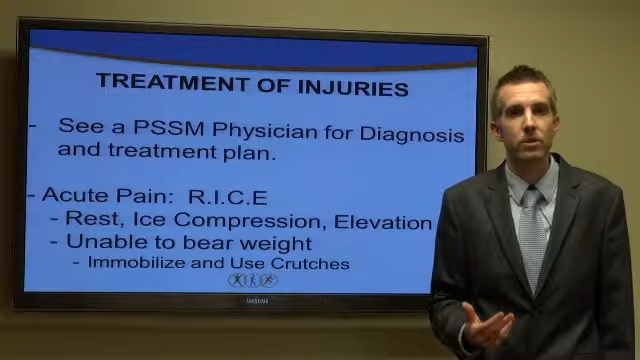 TREATMENT OF INJURIES
- See a PSSM Physician for Diagnosis
and treatment plan.
- Acute Pain: R.I.C.E
- Rest, Ice Compression, Elevation
- Unable to bear weight
- Immobilize and Use Crutches
SAMSUNG